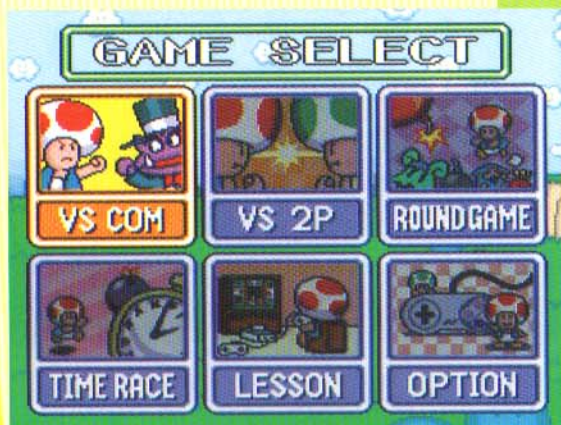 GAME SELECT
VS COM
VS 2P
ROUND GAME
TIME RACE
LESSON
OPTION